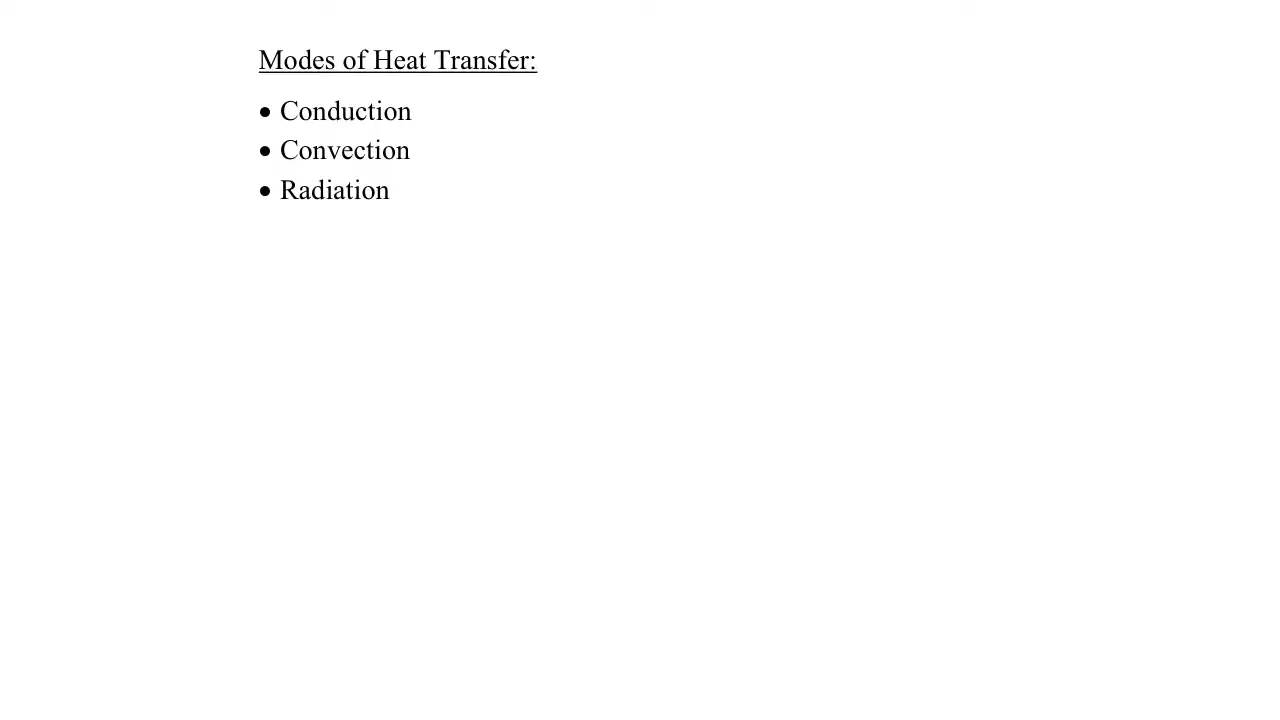 Modes of Heat Transfer:
• Conduction
• Convection
• Radiation